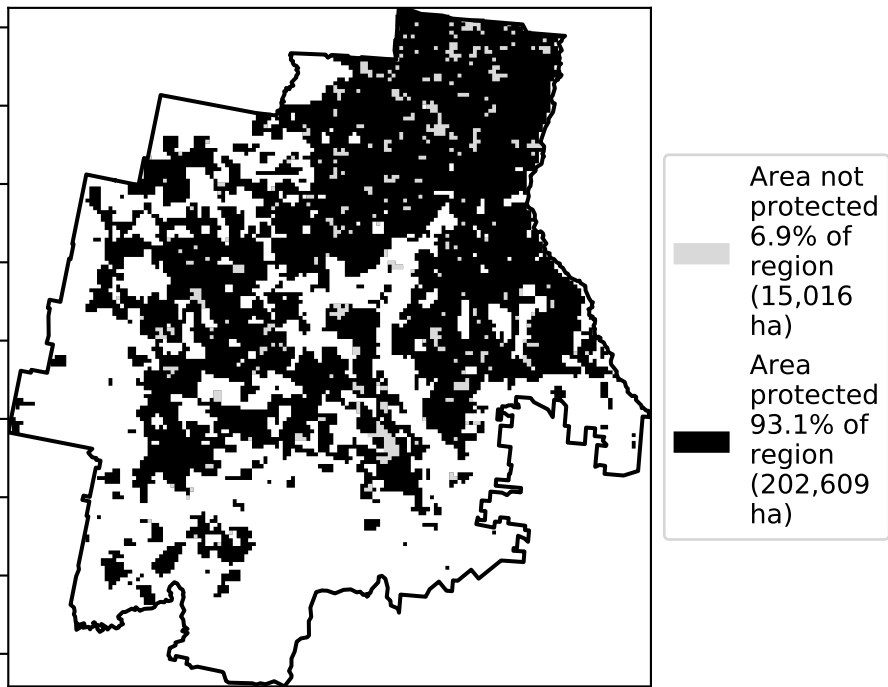 Area not
protected
6.9% of
region
(15,016
ha)
Area
protected
93.1% of
region
(202,609
ha)